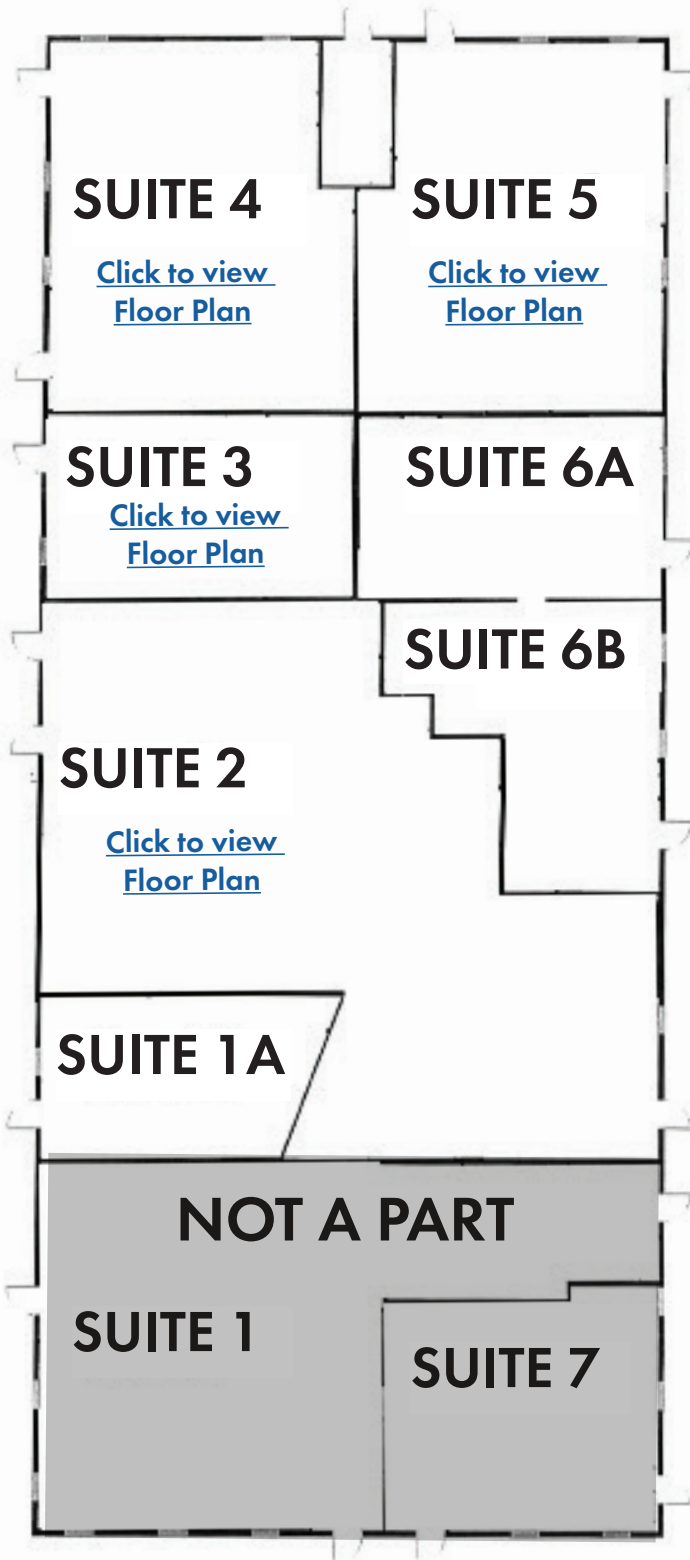 SUITE 4
Click to view
Floor Plan
SUITE 5
Click to view
Floor Plan
SUITE 3
Click to view
Floor Plan
SUITE 6A
SUITE 6B
SUITE 2
Click to view
Floor Plan
SUITE 1A
NOT A PART
SUITE 1
SUITE 7